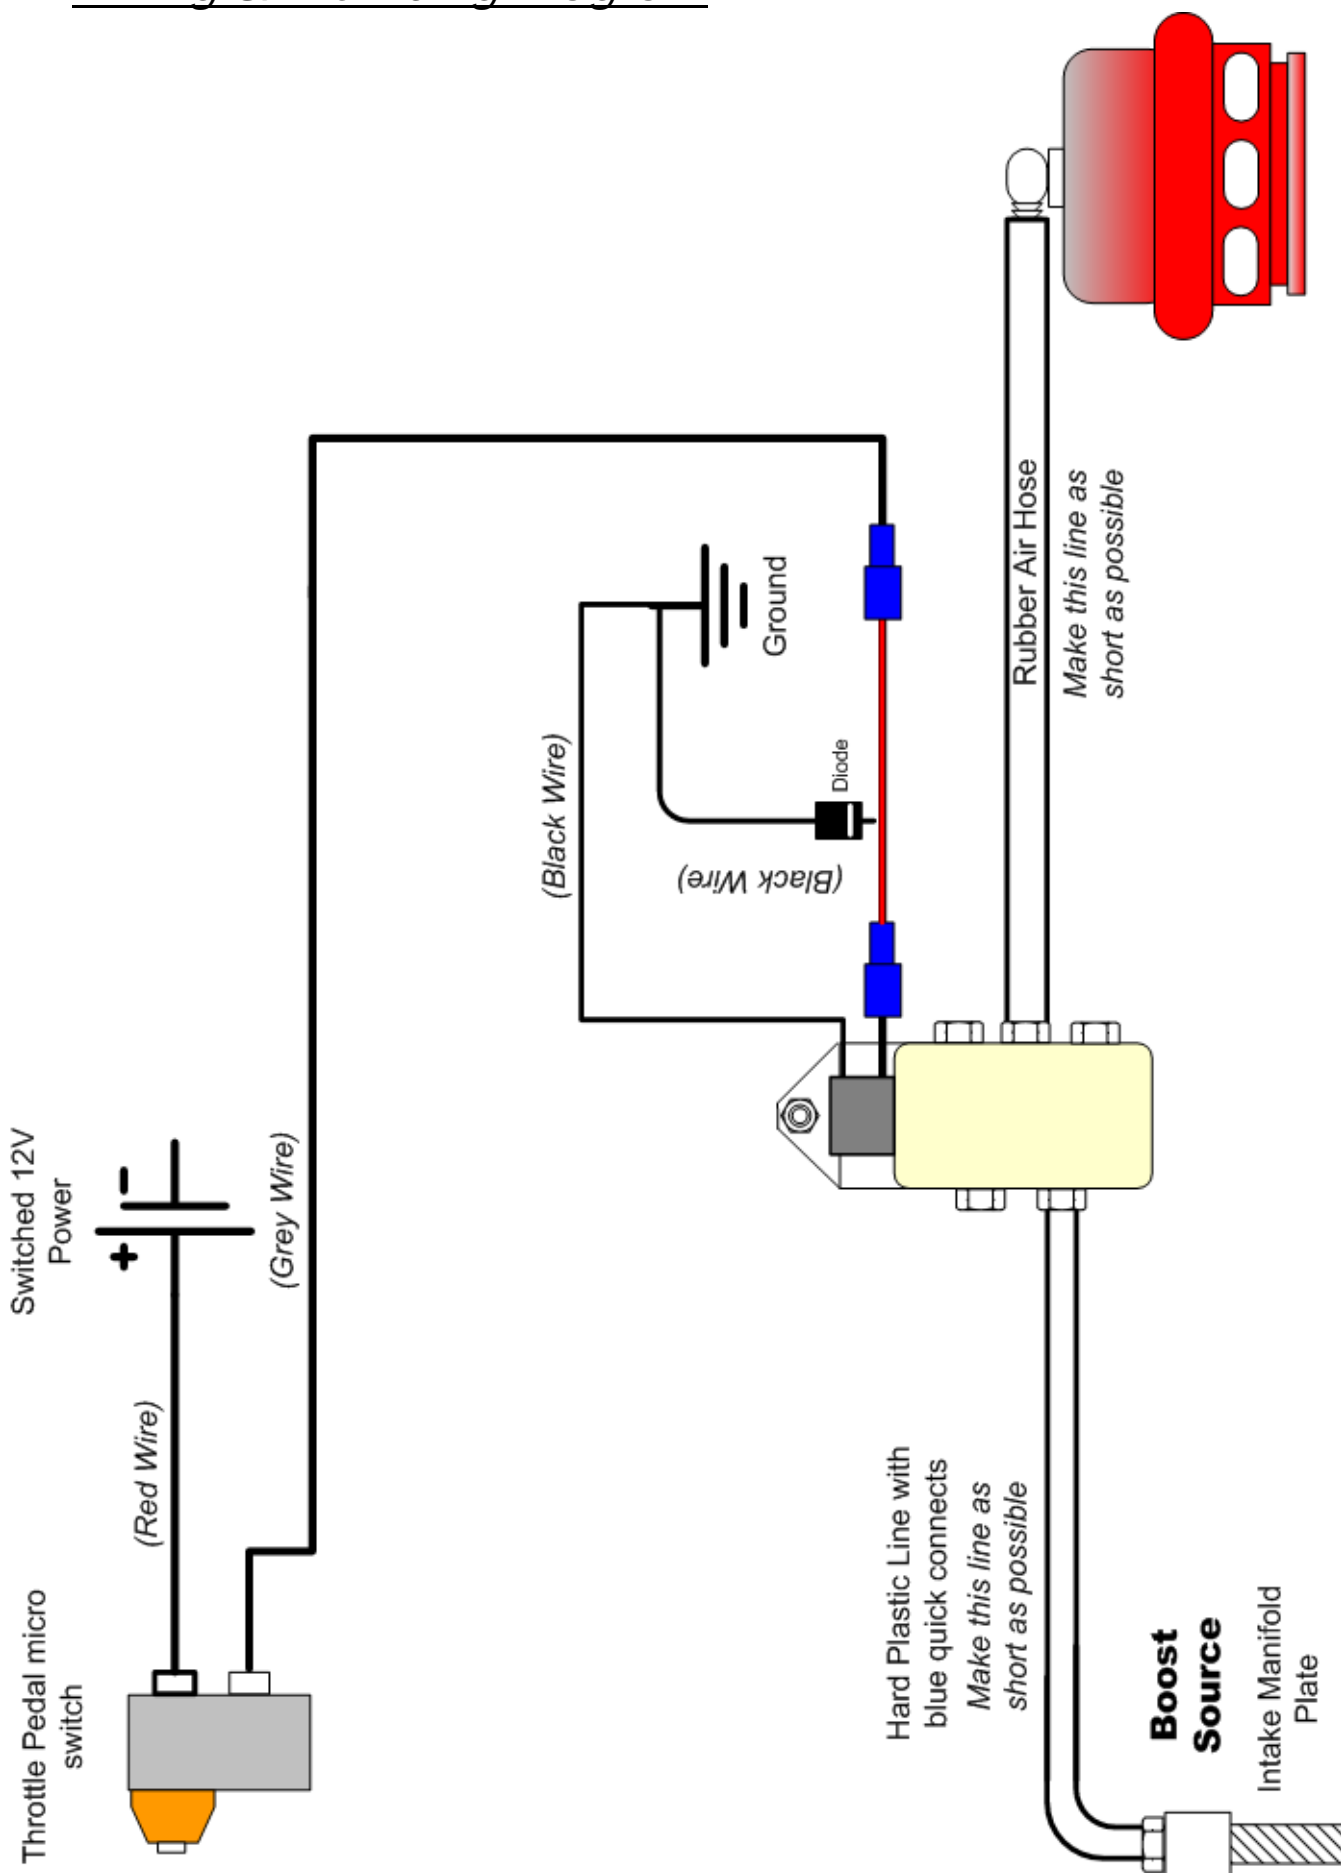 Throttle Pedal micro
switch
Switched 12V
Power
+
-
(Red Wire)
(Grey Wire)
(Black Wire)
(Black Wire)
Ground
Diode
Hard Plastic Line with
blue quick connects
Make this line as
short as possible
Rubber Air Hose
Make this line as
short as possible
Boost
Source
Intake Manifold
Plate